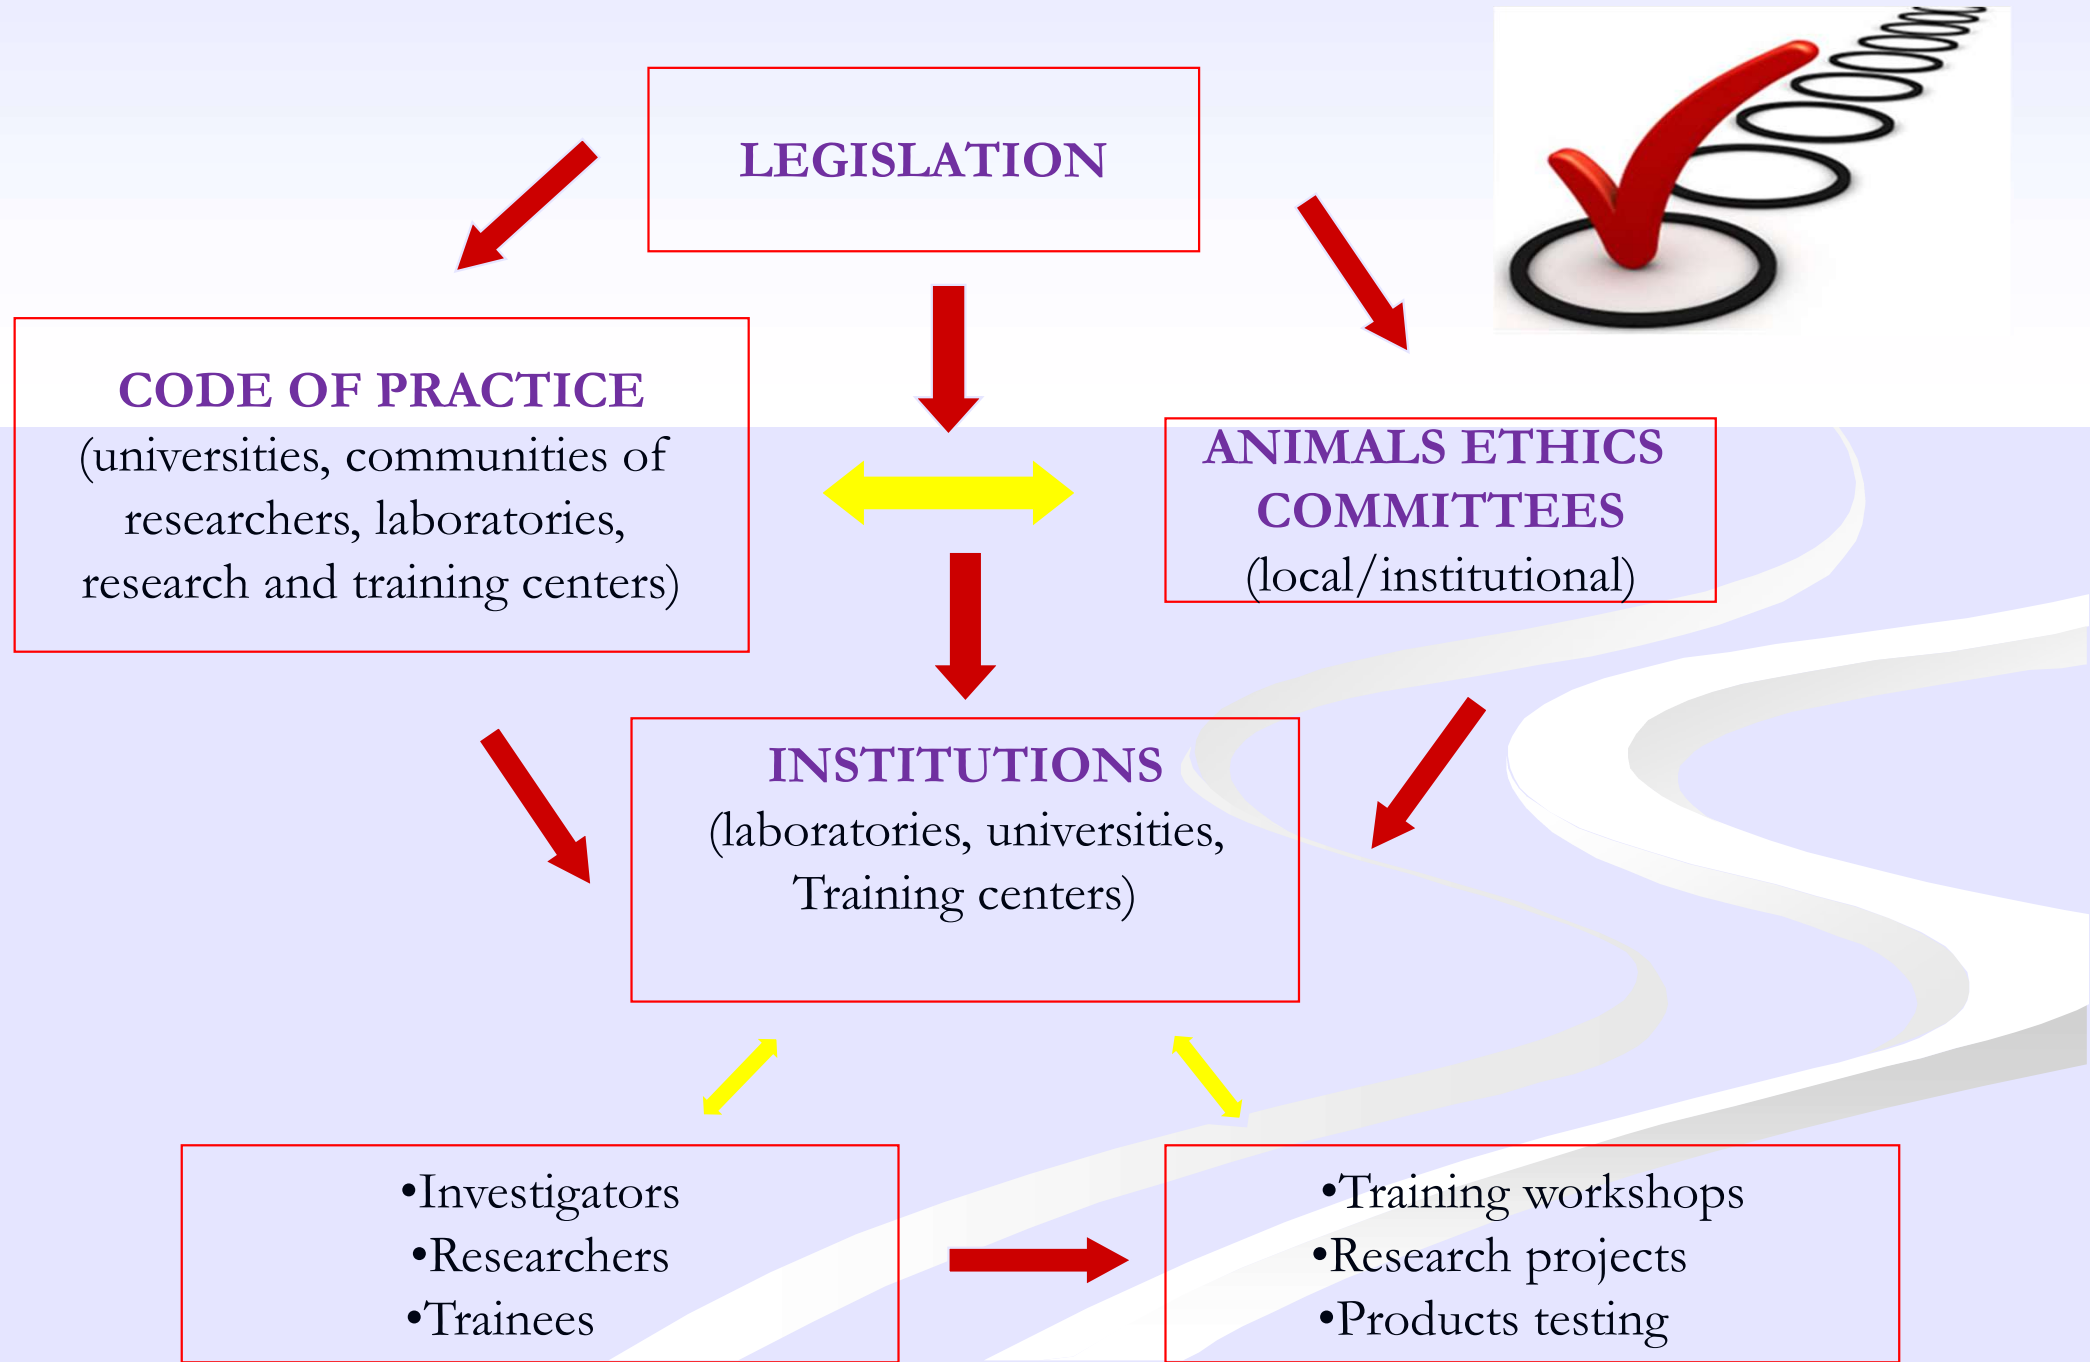 LEGISLATION
CODE OF PRACTICE
(universities, communities of
researchers, laboratories,
research and training centers)
ANIMALS ETHICS
COMMITTEES
(local/institutional)
INSTITUTIONS
(laboratories, universities,
Training centers)
•Investigators
•Researchers
•Trainees
•Training workshops
•Research projects
•Products testing